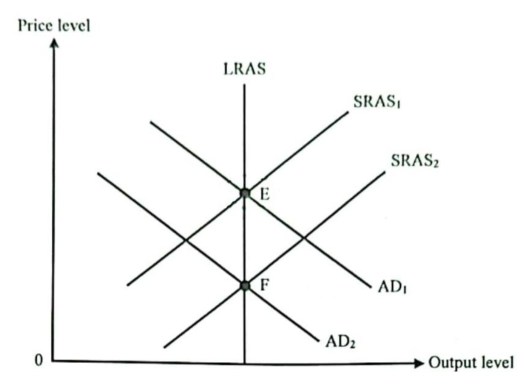 Price level
LRAS
SRAS₁
SRAS₂
E
F
AD₁
AD₂
0
Output level